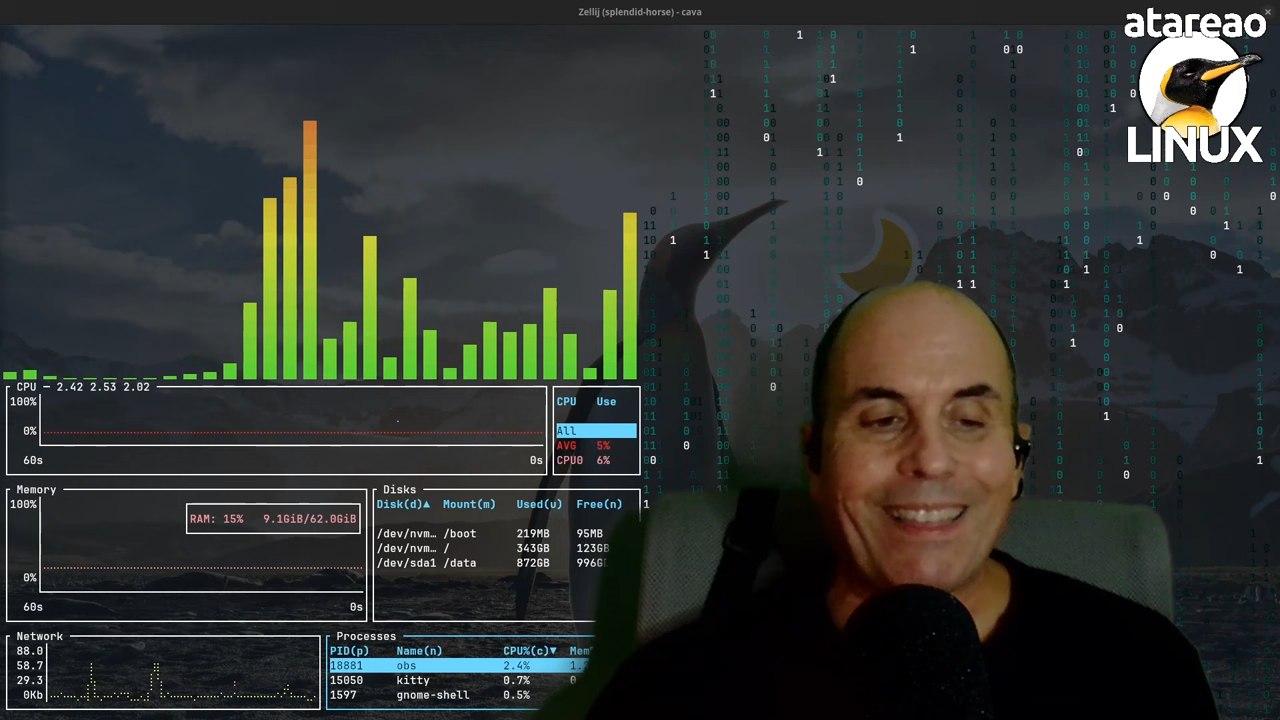 Zellij (splendid-horse) - cava
atareao
LINUX
CPU — 2.42 2.53 2.02
100%
0%
60s 0s
CPU Use
All
AVG 5%
CPU0 6%
Memory
100%
RAM: 15% 9.1GiB/62.0GiB
0%
60s 0s
Disks
Disk(d)▲ Mount(m) Used(u) Free(n)
/dev/nvm… /boot 219MB 95MB
/dev/nvm… / 343GB 123GB
/dev/sda1 /data 872GB
Network
88.0
58.7
29.3
0Kb
Processes
PID(p) Name(n) CPU%(c)▼
18881 obs 2.4%
15050 kitty 0.7%
1597 gnome-shell 0.5%